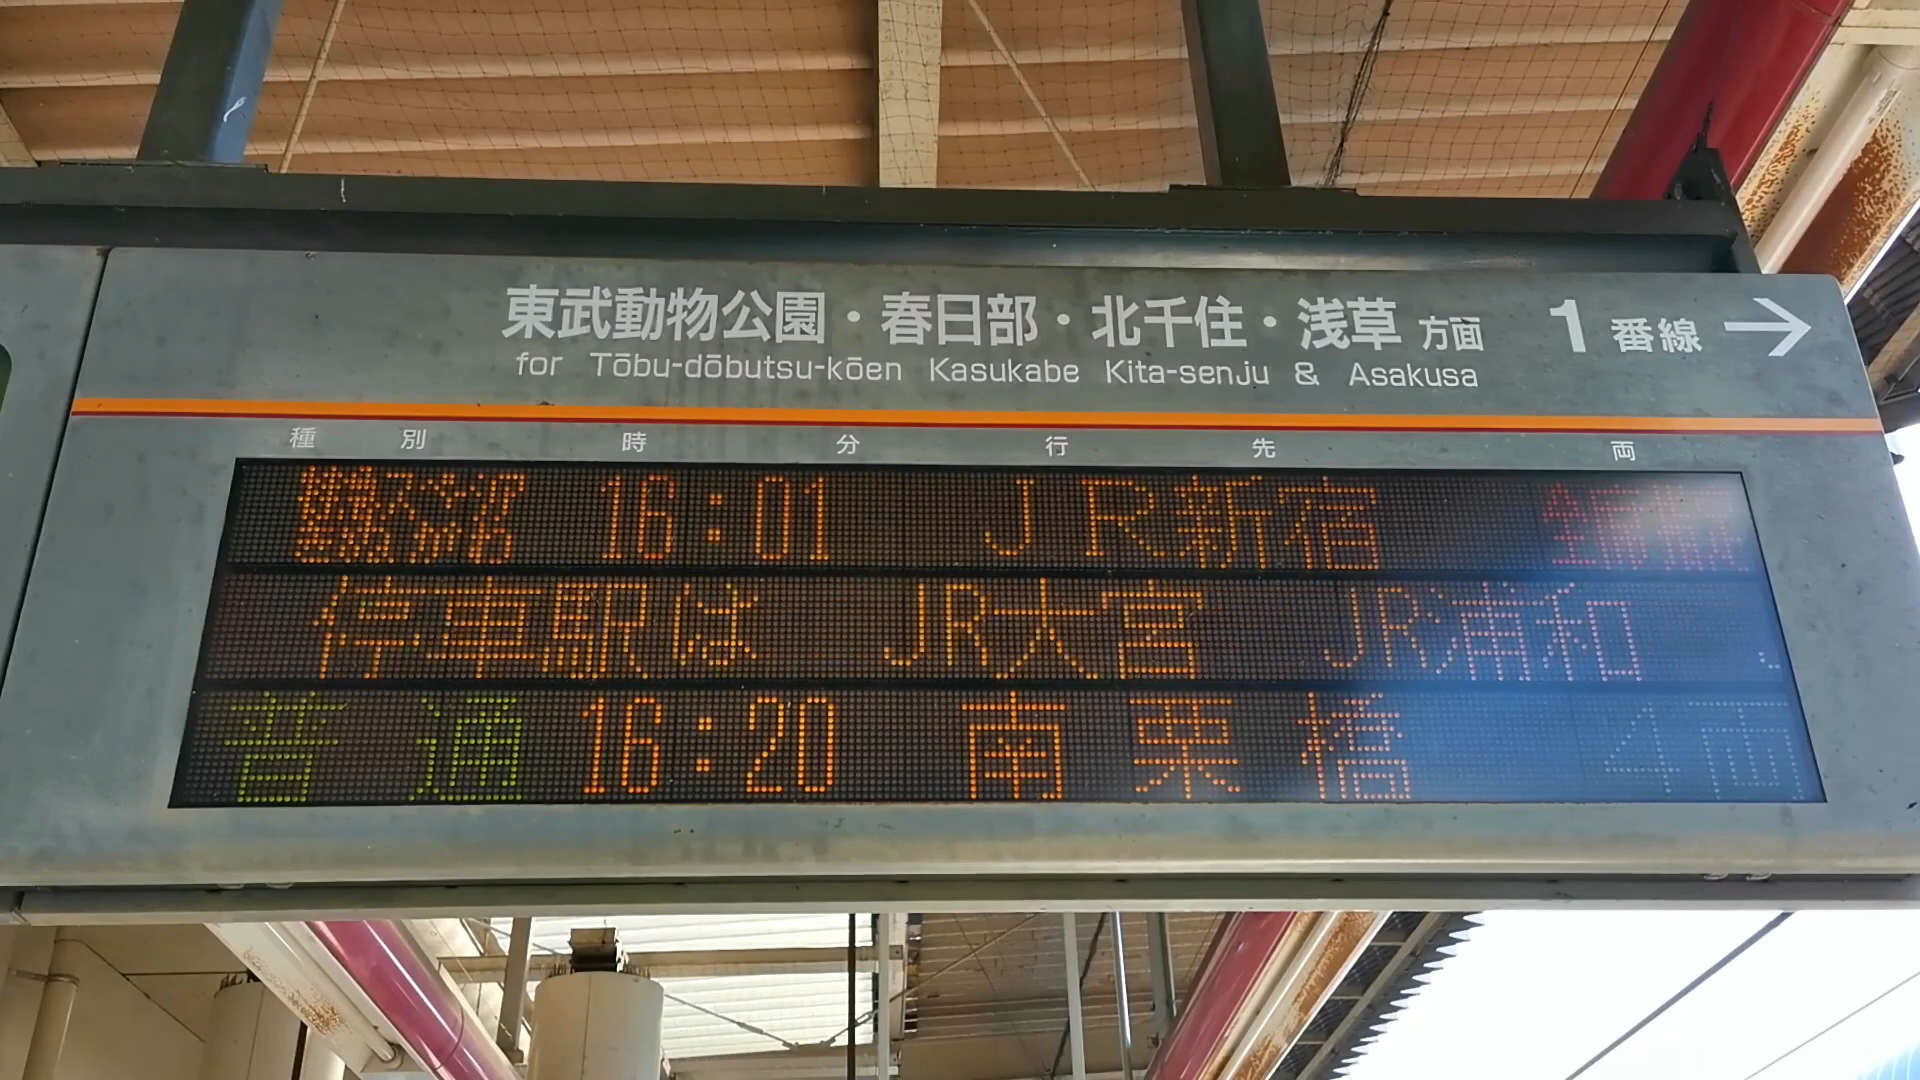 東武動物公園・春日部・北千住・浅草 方面 1 番線 →
for Tōbu-dōbutsu-kōen Kasukabe Kita-senju & Asakusa
種別 時分 行先 両
16:01 JR新宿
停車駅は JR大宮 JR浦和
普通 16:20 南栗橋 4両